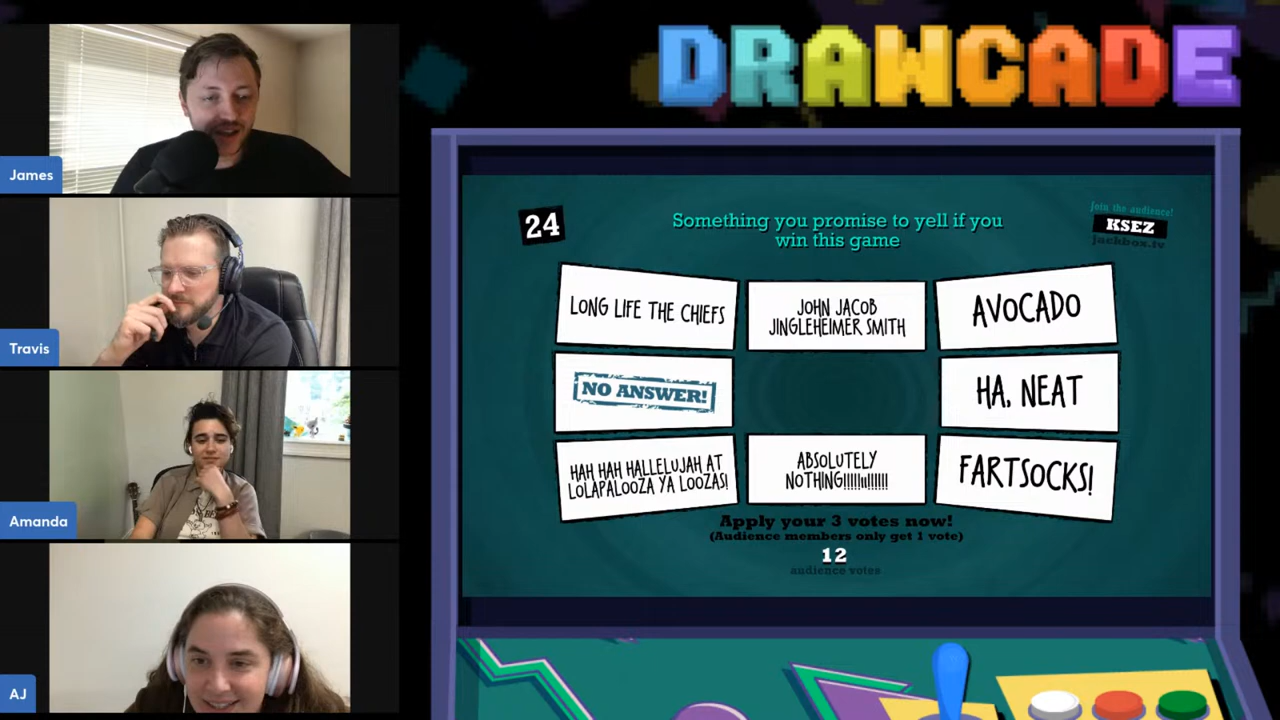 DRAWCADE
James
Travis
Amanda
AJ
24
Something you promise to yell if you
win this game
Join the audience!
KSEZ
jackbox.tv
LONG LIFE THE CHIEFS
JOHN JACOB
JINGLEHEIMER SMITH
AVOCADO
NO ANSWER!
HA, NEAT
HAH HAH HALLELUJAH AT
LOLAPALOOZA YA LOOZAS!
ABSOLUTELY
NOTHING!!!!!!!!!!!!!
FARTSOCKS!
Apply your 3 votes now!
(Audience members only get 1 vote)
12
audience votes